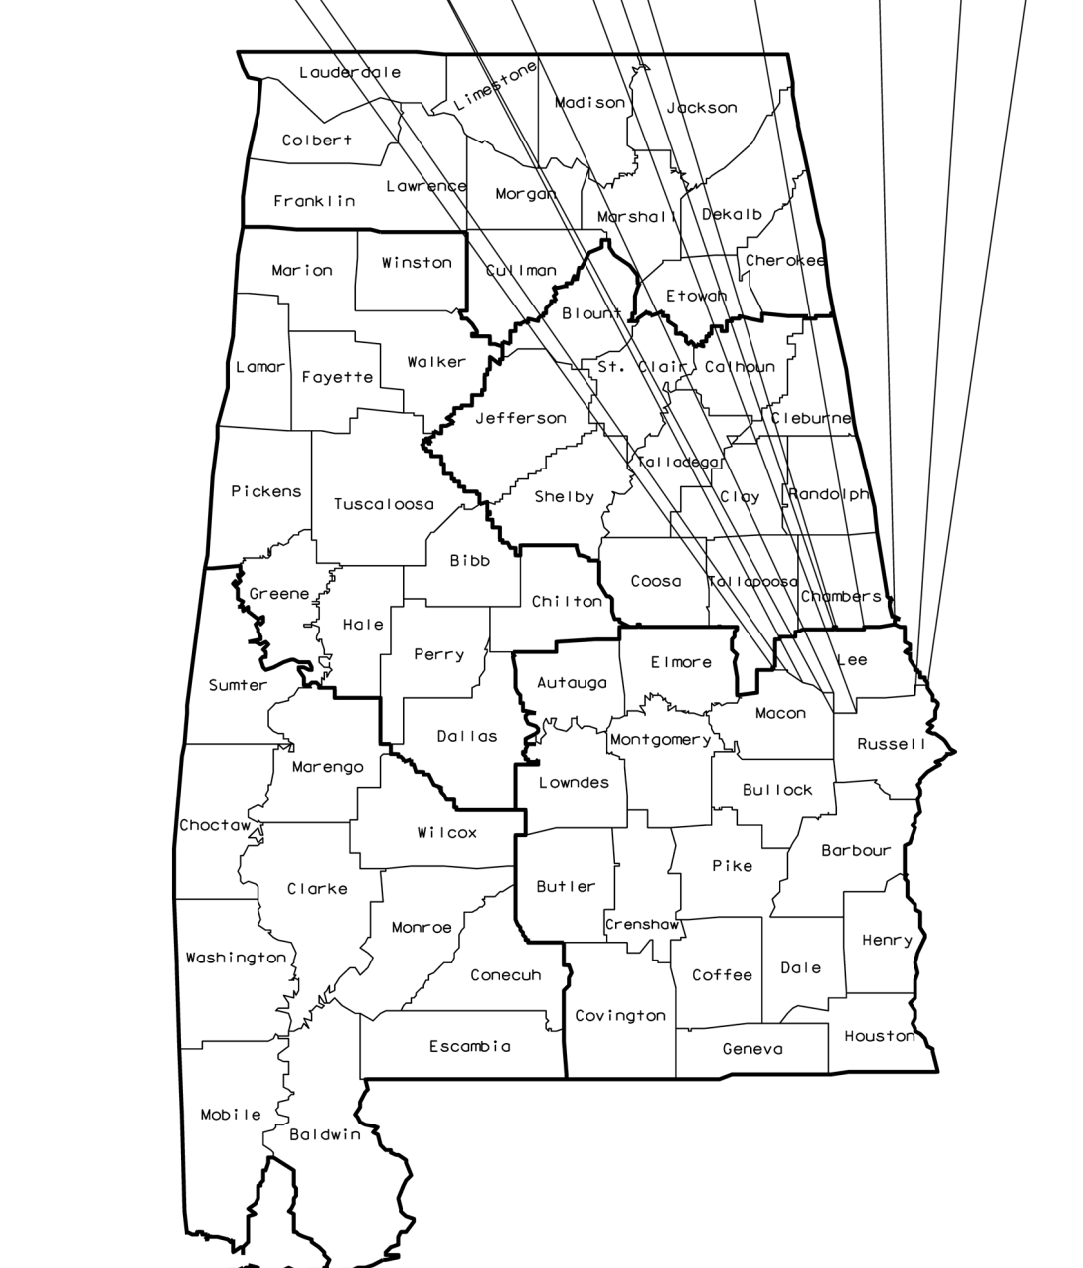 Lauderdale
Limestone
Madison
Jackson
Colbert
Lawrence
Franklin
Morgan
Marshall
Dekalb
Marion
Winston
Cullman
Cherokee
Etowah
Blount
Walker
St. Clair
Calhoun
Lamar
Fayette
Jefferson
Cleburne
Talladega
Pickens
Tuscaloosa
Shelby
Clay
Randolph
Bibb
Coosa
Tallapoosa
Greene
Chilton
Chambers
Hale
Perry
Elmore
Lee
Sumter
Autauga
Macon
Dallas
Montgomery
Russell
Marengo
Lowndes
Bullock
Choctaw
Wilcox
Barbour
Pike
Clarke
Butler
Monroe
Crenshaw
Henry
Washington
Conecuh
Coffee
Dale
Covington
Houston
Escambia
Geneva
Mobile
Baldwin